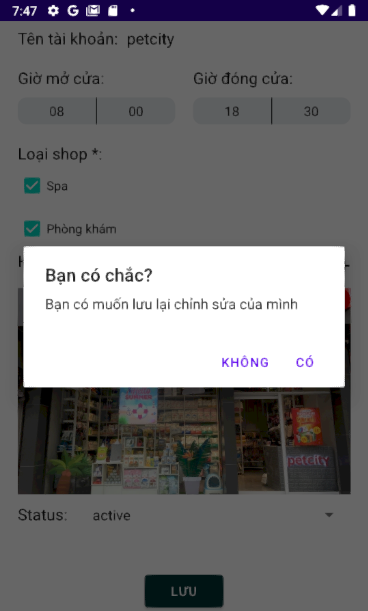 7:47
Tên tài khoản: petcity
Giờ mở cửa: Giờ đóng cửa:
08 00 18 30
Loại shop *:
Spa
Phòng khám
Bạn có chắc?
Bạn có muốn lưu lại chỉnh sửa của mình
KHÔNG CÓ
petcity
Status: active
LƯU